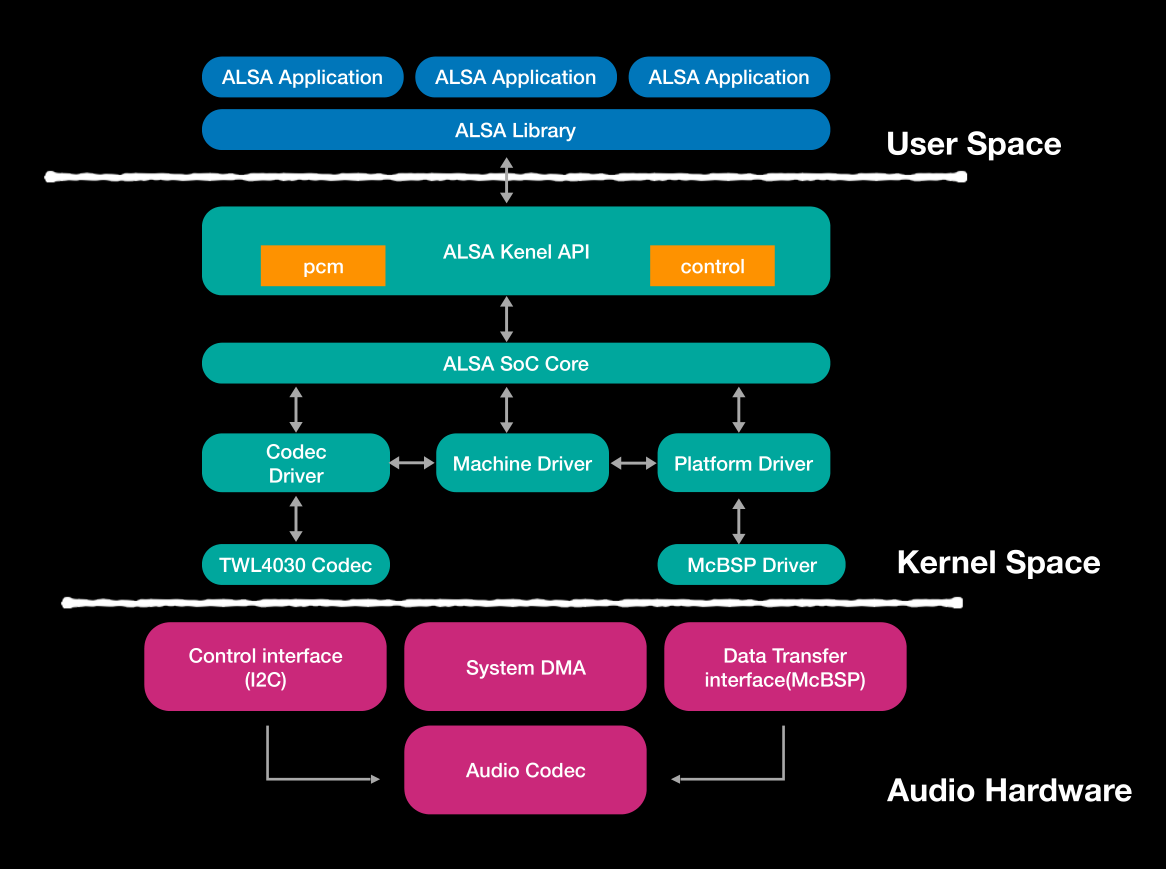 ALSA Application
ALSA Application
ALSA Application
ALSA Library
User Space
ALSA Kenel API
pcm
control
ALSA SoC Core
Codec
Driver
Machine Driver
Platform Driver
TWL4030 Codec
McBSP Driver
Kernel Space
Control interface
(I2C)
System DMA
Data Transfer
interface(McBSP)
Audio Codec
Audio Hardware